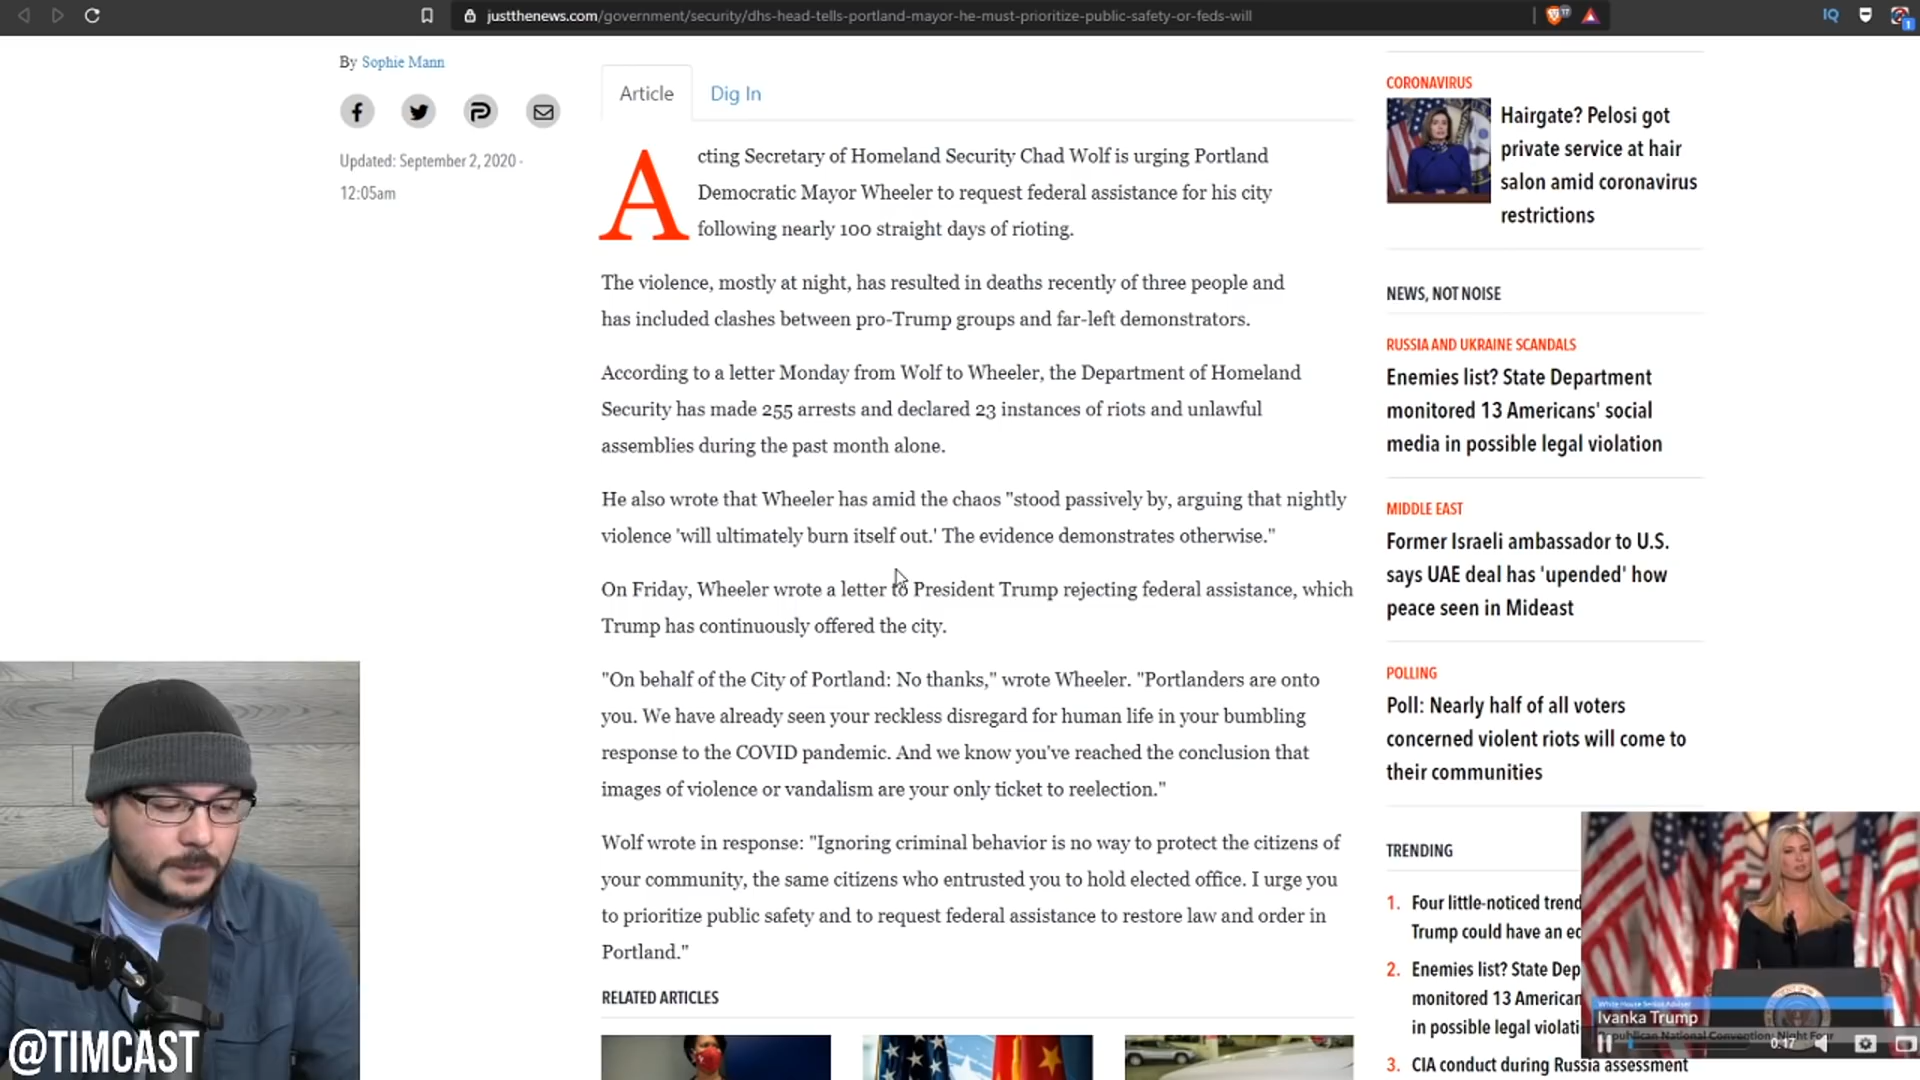 justthenews.com/government/security/dhs-head-tells-portland-mayor-he-must-prioritize-public-safety-or-feds-will
17
IQ
1
By Sophie Mann
Updated: September 2, 2020 -
12:05am
Article
Dig In
Acting Secretary of Homeland Security Chad Wolf is urging Portland
Democratic Mayor Wheeler to request federal assistance for his city
following nearly 100 straight days of rioting.
The violence, mostly at night, has resulted in deaths recently of three people and
has included clashes between pro-Trump groups and far-left demonstrators.
According to a letter Monday from Wolf to Wheeler, the Department of Homeland
Security has made 255 arrests and declared 23 instances of riots and unlawful
assemblies during the past month alone.
He also wrote that Wheeler has amid the chaos "stood passively by, arguing that nightly
violence 'will ultimately burn itself out.' The evidence demonstrates otherwise."
On Friday, Wheeler wrote a letter to President Trump rejecting federal assistance, which
Trump has continuously offered the city.
"On behalf of the City of Portland: No thanks," wrote Wheeler. "Portlanders are onto
you. We have already seen your reckless disregard for human life in your bumbling
response to the COVID pandemic. And we know you've reached the conclusion that
images of violence or vandalism are your only ticket to reelection."
Wolf wrote in response: "Ignoring criminal behavior is no way to protect the citizens of
your community, the same citizens who entrusted you to hold elected office. I urge you
to prioritize public safety and to request federal assistance to restore law and order in
Portland."
RELATED ARTICLES
CORONAVIRUS
Hairgate? Pelosi got
private service at hair
salon amid coronavirus
restrictions
NEWS, NOT NOISE
RUSSIA AND UKRAINE SCANDALS
Enemies list? State Department
monitored 13 Americans' social
media in possible legal violation
MIDDLE EAST
Former Israeli ambassador to U.S.
says UAE deal has 'upended' how
peace seen in Mideast
POLLING
Poll: Nearly half of all voters
concerned violent riots will come to
their communities
TRENDING
1. Four little-noticed trend
Trump could have an ec
2. Enemies list? State Dep
monitored 13 American
in possible legal violati
3. CIA conduct during Russia assessment
White House Senior Adviser
Ivanka Trump
Republican National Convention: Night Four
0:17
@TIMCAST